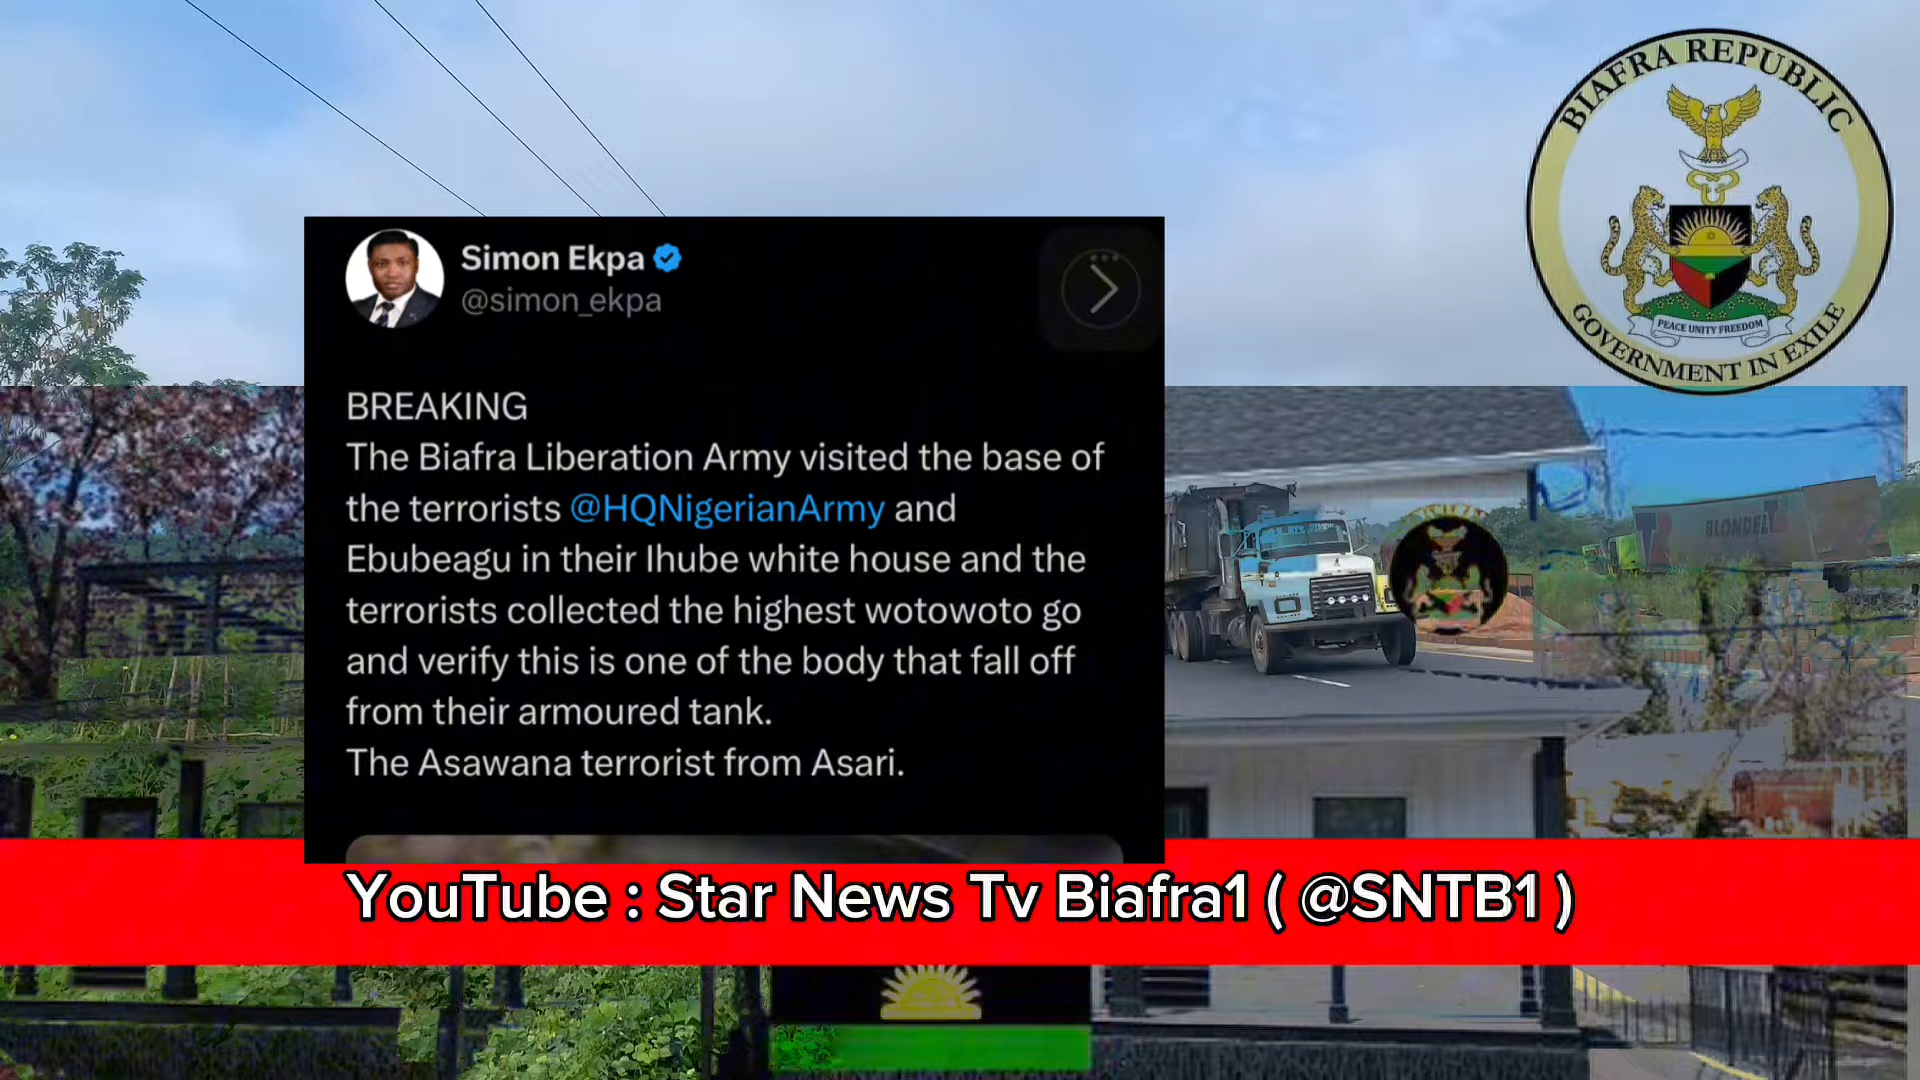 BIAFRA REPUBLIC
PEACE UNITY FREEDOM
GOVERNMENT IN EXILE
Simon Ekpa
@simon_ekpa
BREAKING
The Biafra Liberation Army visited the base of
the terrorists @HQNigerianArmy and
Ebubeagu in their Ihube white house and the
terrorists collected the highest wotowoto go
and verify this is one of the body that fall off
from their armoured tank.
The Asawana terrorist from Asari.
BLONDEL
YouTube : Star News Tv Biafra1 ( @SNTB1 )